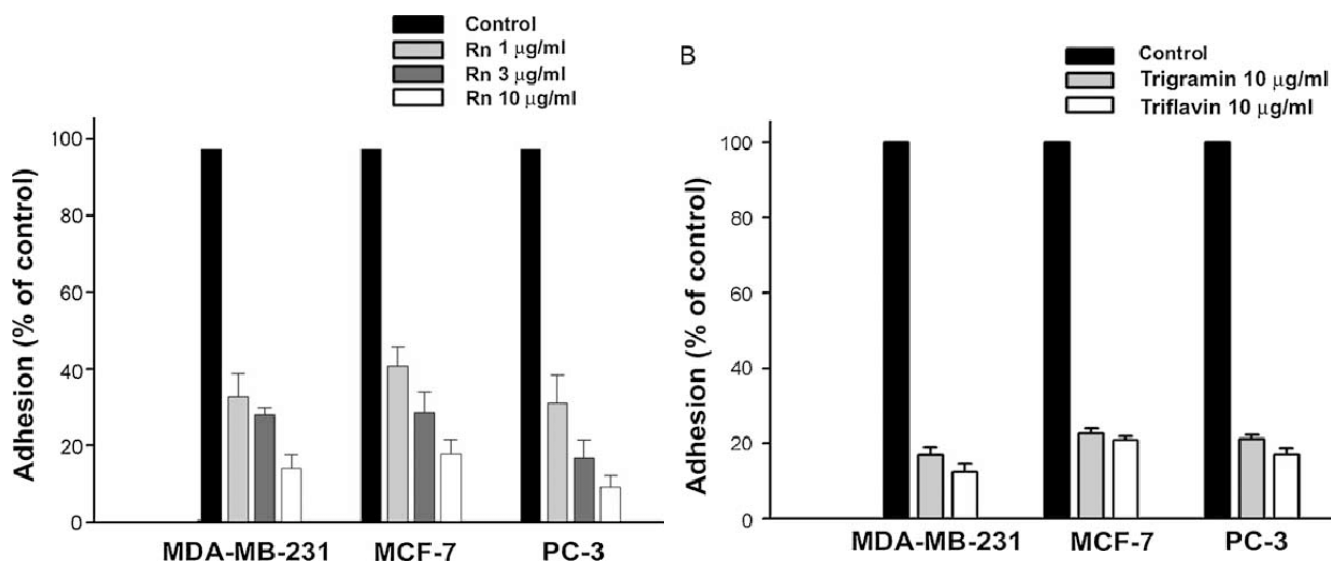 Control
Rn 1 μg/ml
Rn 3 μg/ml
Rn 10 μg/ml
Adhesion (% of control)
100
80
60
40
20
0
MDA-MB-231 MCF-7 PC-3
B
Control
Trigramin 10 μg/ml
Triflavin 10 μg/ml
Adhesion (% of control)
100
80
60
40
20
0
MDA-MB-231 MCF-7 PC-3